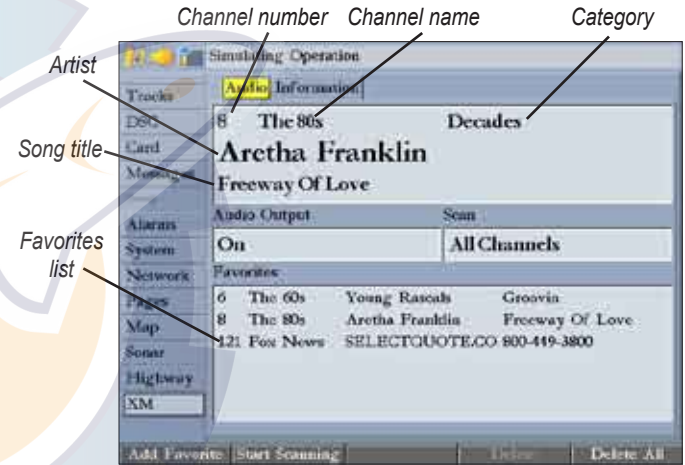 Channel number Channel name Category
Artist
Song title
Favorites
list
Simulating Operation
Audio Information
Tracks
DSC
Card
Messages
Alarms
System
Network
Pages
Map
Sonar
Highway
XM
8 The 80s Decades
Aretha Franklin
Freeway Of Love
Audio Output Scan
On All Channels
Favorites
6 The 60s Young Rascals Groovin
8 The 80s Aretha Franklin Freeway Of Love
121 Fox News SELECTQUOTE.CO 800-449-3800
Add Favorite Start Scanning Delete Delete All